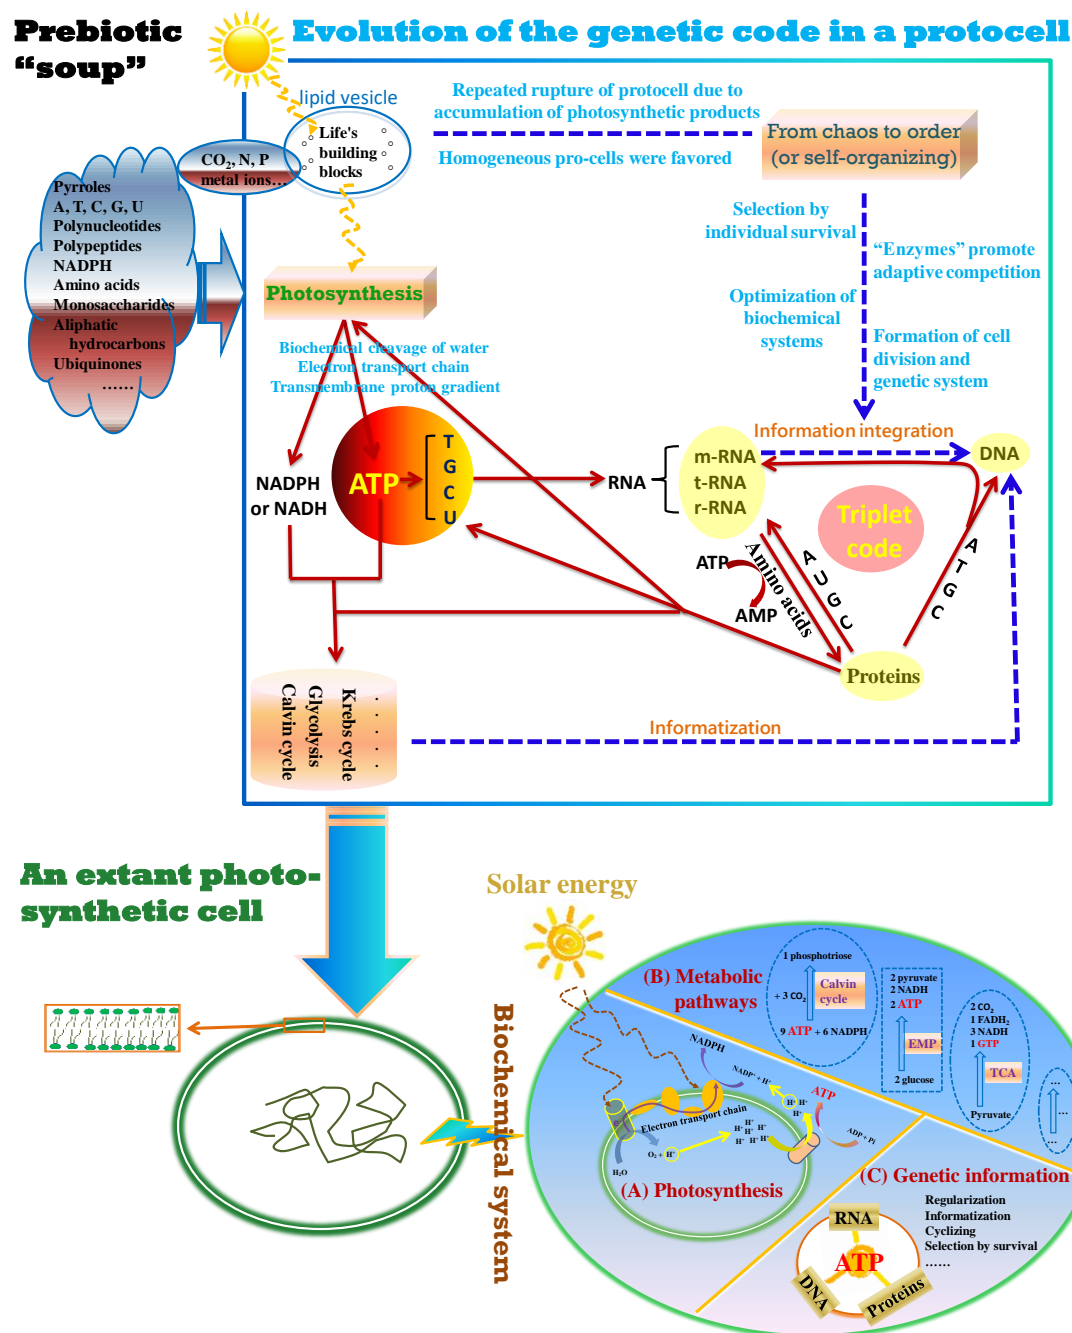 Prebiotic
“soup”
Evolution of the genetic code in a protocell
lipid vesicle
Life's
building
blocks
CO2, N, P
metal ions…
Pyrroles
A, T, C, G, U
Polynucleotides
Polypeptides
NADPH
Amino acids
Monosaccharides
Aliphatic
hydrocarbons
Ubiquinones
……
Repeated rupture of protocell due to
accumulation of photosynthetic products
Homogeneous pro-cells were favored
From chaos to order
(or self-organizing)
Selection by
individual survival
“Enzymes” promote
adaptive competition
Optimization of
biochemical
systems
Formation of cell
division and
genetic system
Photosynthesis
Biochemical cleavage of water
Electron transport chain
Transmembrane proton gradient
NADPH
or NADH
ATP
T
G
C
U
RNA
m-RNA
t-RNA
r-RNA
Information integration
DNA
Triplet
code
ATP
AMP
Amino acids
A U G C
A T G C
Proteins
Krebs cycle
Glycolysis
Calvin cycle
. . . . .
Informatization
An extant photo-
synthetic cell
Biochemical system
Solar energy
(B) Metabolic
pathways
1 phosphotriose
+ 3 CO2
Calvin
cycle
9 ATP + 6 NADPH
2 pyruvate
2 NADH
2 ATP
EMP
2 glucose
2 CO2
1 FADH2
3 NADH
1 GTP
TCA
Pyruvate
...
...
...
NADPH
NADP+ + H+
e-
Electron transport chain
H2O
O2 + H+
H+ H+ H+ H+ H+ H+ H+ H+
H+ H+
H+
ATP
ADP + Pi
(A) Photosynthesis
(C) Genetic information
Regularization
Informatization
Cyclizing
Selection by survival
……
RNA
ATP
DNA
Proteins